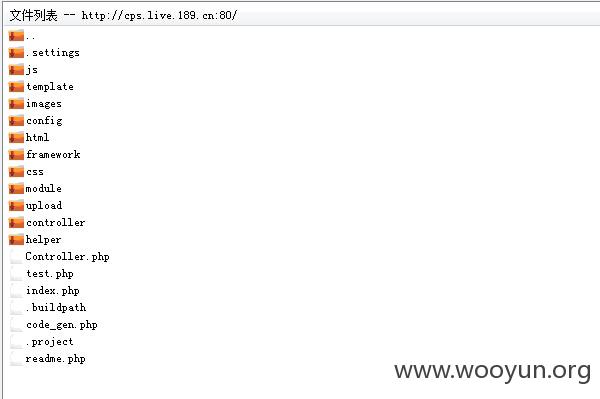 文件列表 -- http://cps.live.189.cn:80/
..
.settings
js
template
images
config
html
framework
css
module
upload
controller
helper
Controller.php
test.php
index.php
.buildpath
code_gen.php
.project
readme.php
www.wooyun.org